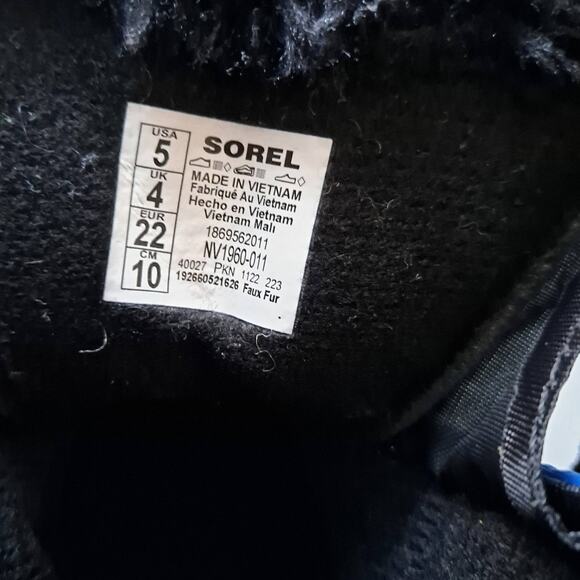 USA
5
UK
4
EUR
22
CM
10
SOREL
MADE IN VIETNAM
Fabriqué Au Vietnam
Hecho en Vietnam
Vietnam Malı
1869562011
NV1960-011
40027 PKN 1122 223
192660521626 Faux Fur